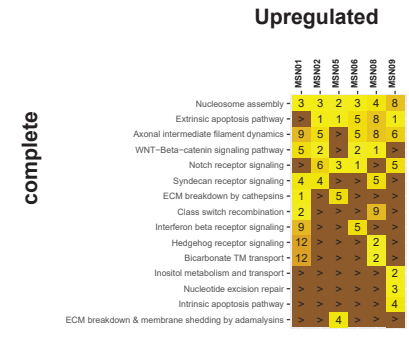 Upregulated
complete
MSN01 MSN02 MSN05 MSN06 MSN08 MSN09
Nucleosome assembly 3 3 2 3 4 8
Extrinsic apoptosis pathway > 1 1 5 8 1
Axonal intermediate filament dynamics 9 5 > 5 8 6
WNT−Beta−catenin signaling pathway 5 2 > 2 1 >
Notch receptor signaling > 6 3 1 > 5
Syndecan receptor signaling 4 4 > > 5 >
ECM breakdown by cathepsins 1 > 5 > > >
Class switch recombination 2 > > > 9 >
Interferon beta receptor signaling 9 > > 5 > >
Hedgehog receptor signaling 12 > > > 2 >
Bicarbonate TM transport 12 > > > 2 >
Inositol metabolism and transport > > > > > 2
Nucleotide excision repair > > > > > 3
Intrinsic apoptosis pathway > > > > > 4
ECM breakdown & membrane shedding by adamalysins > > 4 > > >